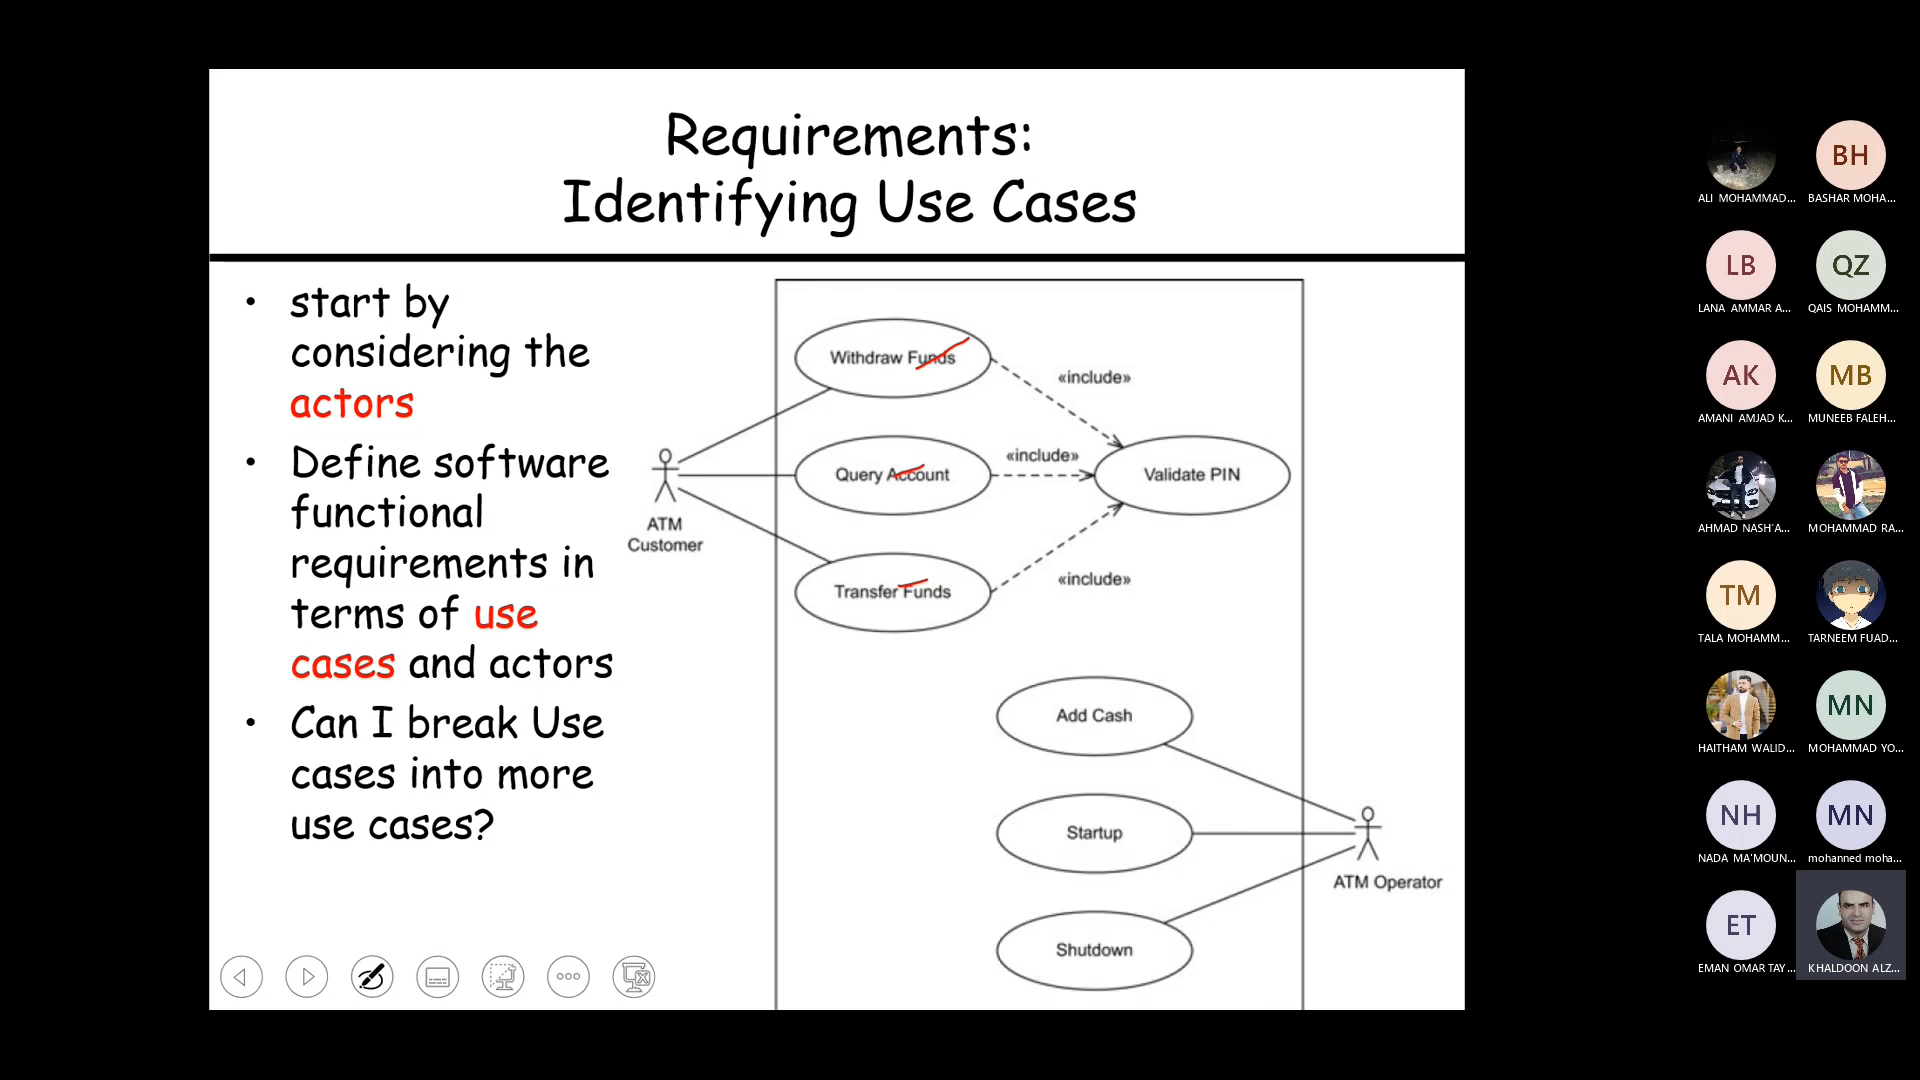 Requirements:
Identifying Use Cases
• start by
considering the
actors
• Define software
functional
requirements in
terms of use
cases and actors
• Can I break Use
cases into more
use cases?
Withdraw Funds
«include»
Query Account
«include»
Validate PIN
ATM
Customer
Transfer Funds
«include»
Add Cash
Startup
ATM Operator
Shutdown
BH
ALI MOHAMMAD...
BASHAR MOHA...
LB
QZ
LANA AMMAR A...
QAIS MOHAMM...
AK
MB
AMANI AMJAD K...
MUNEEB FALEH...
AHMAD NASH'A...
MOHAMMAD RA...
TM
TALA MOHAMM...
TARNEEM FUAD...
MN
HAITHAM WALID...
MOHAMMAD YO...
NH
MN
NADA MA'MOUN...
mohanned moha...
ET
EMAN OMAR TAY...
KHALDOON ALZ...